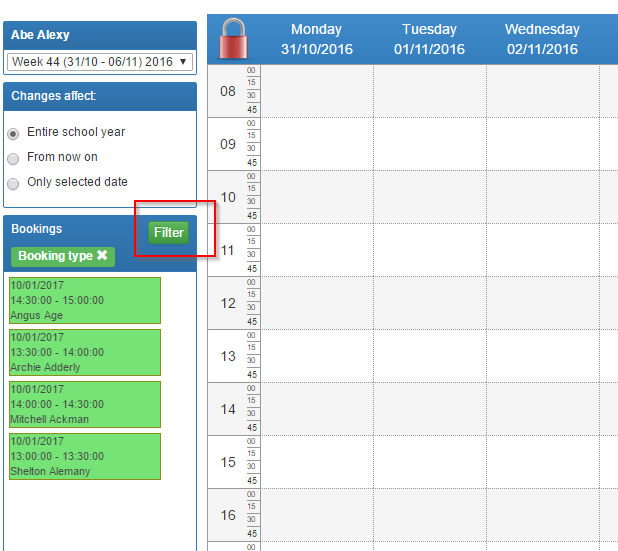 Abe Alexy
Week 44 (31/10 - 06/11) 2016
Changes affect:
Entire school year
From now on
Only selected date
Bookings
Filter
Booking type ✖
10/01/2017
14:30:00 - 15:00:00
Angus Age
10/01/2017
13:30:00 - 14:00:00
Archie Adderly
10/01/2017
14:00:00 - 14:30:00
Mitchell Ackman
10/01/2017
13:00:00 - 13:30:00
Shelton Alemany
Monday
31/10/2016
Tuesday
01/11/2016
Wednesday
02/11/2016
08
00
15
30
45
09
00
15
30
45
10
00
15
30
45
11
00
15
30
45
12
00
15
30
45
13
00
15
30
45
14
00
15
30
45
15
00
15
30
45
16
00
15
30
45
00